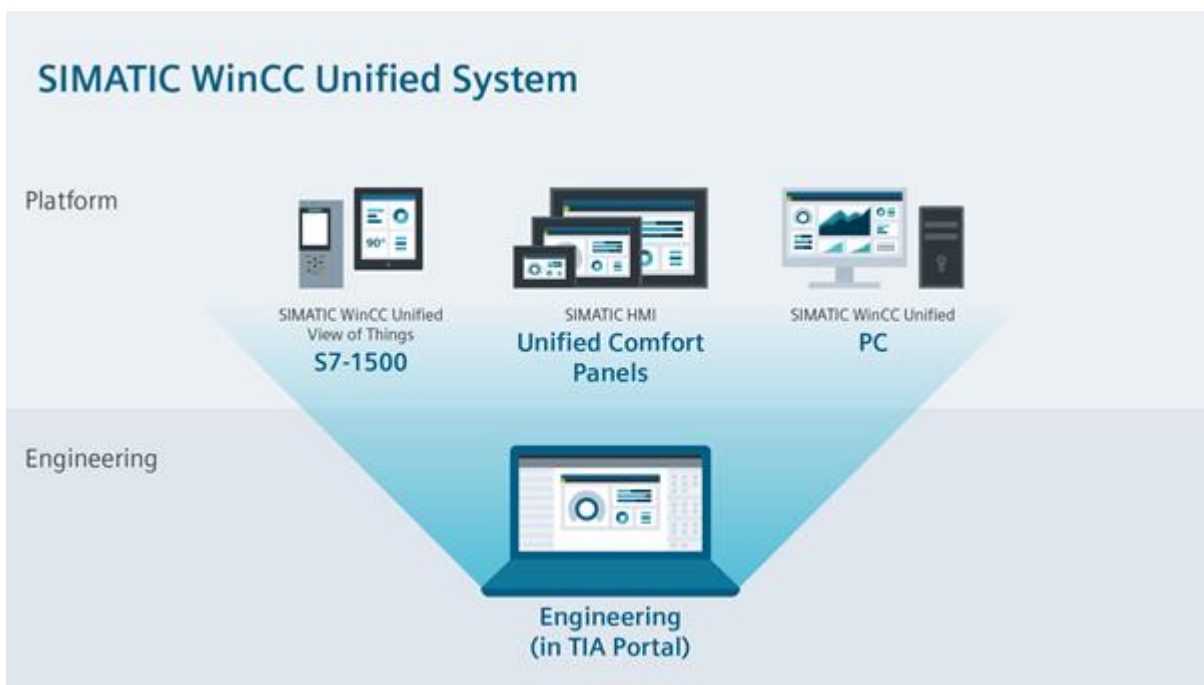 SIMATIC WinCC Unified System
Platform
90°
SIMATIC WinCC Unified
View of Things
S7-1500
SIMATIC HMI
Unified Comfort
Panels
SIMATIC WinCC Unified
PC
Engineering
Engineering
(in TIA Portal)